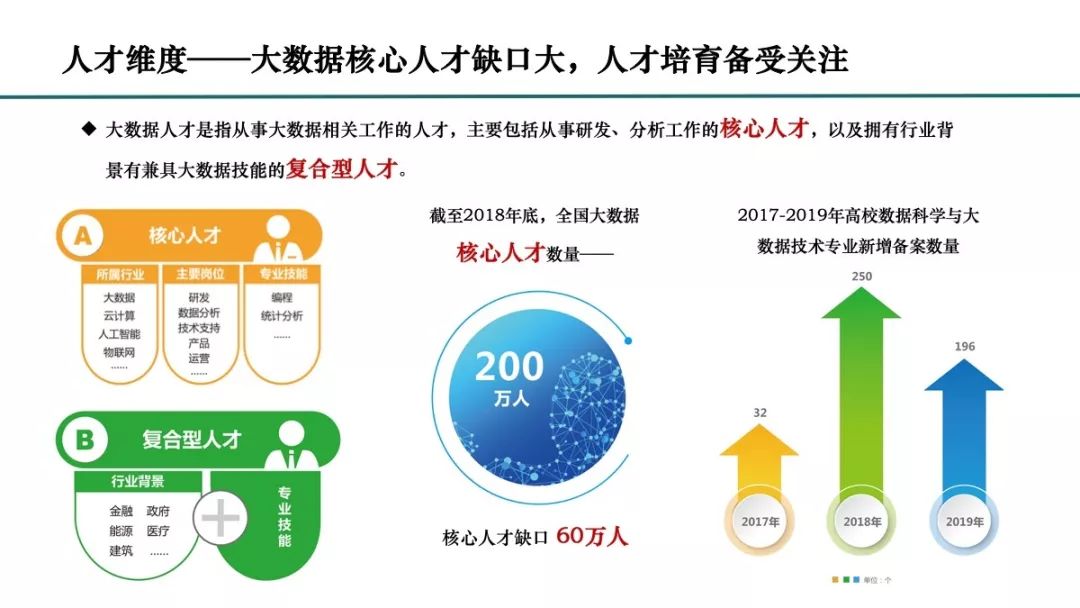 人才维度——大数据核心人才缺口大，人才培育备受关注
◆ 大数据人才是指从事大数据相关工作的人才，主要包括从事研发、分析工作的核心人才，以及拥有行业背
景有兼具大数据技能的复合型人才。
A 核心人才
所属行业
大数据
云计算
人工智能
物联网
……
主要岗位
研发
数据分析
技术支持
产品
运营
……
专业技能
编程
统计分析
……
B 复合型人才
行业背景
金融 政府
能源 医疗
建筑 ……
专业技能
截至2018年底，全国大数据
核心人才数量——
200
万人
核心人才缺口 60万人
2017-2019年高校数据科学与大
数据技术专业新增备案数量
32
250
196
2017年
2018年
2019年
单位：个